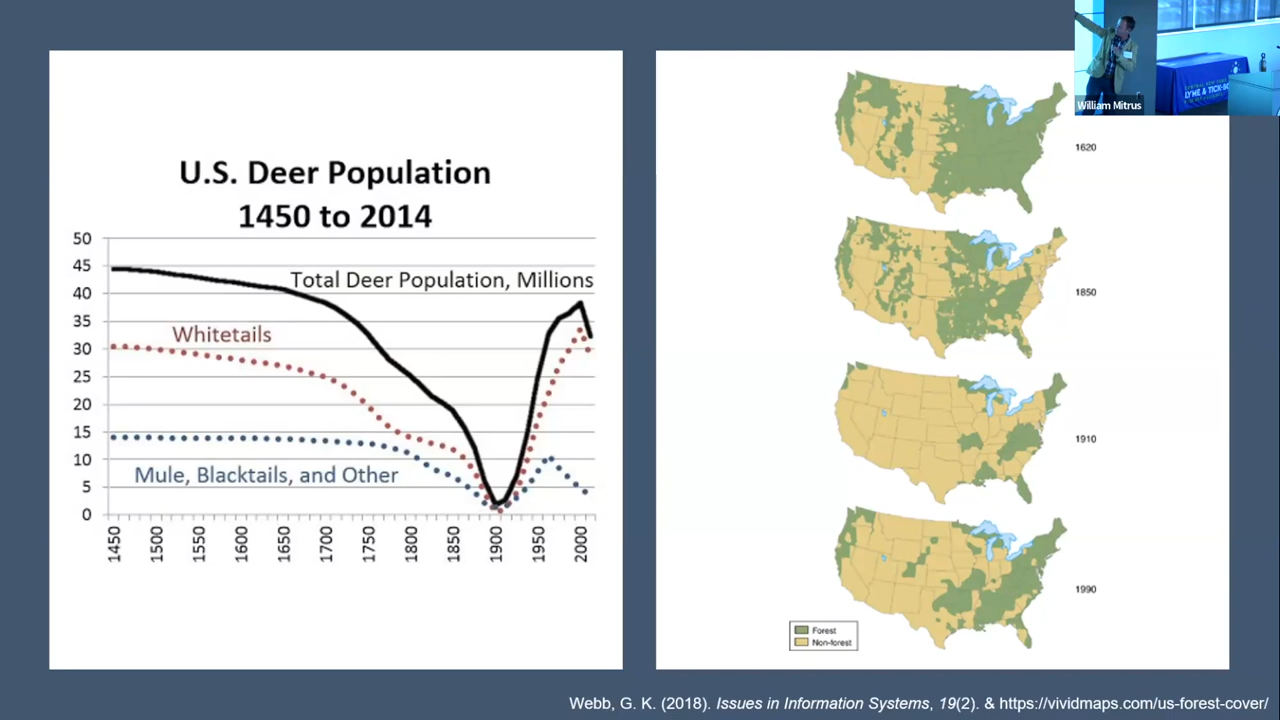 U.S. Deer Population
1450 to 2014
50
45
40
35
30
25
20
15
10
5
0
Total Deer Population, Millions
Whitetails
Mule, Blacktails, and Other
1450
1500
1550
1600
1650
1700
1750
1800
1850
1900
1950
2000
1620
1850
1910
1990
Forest
Non-forest
William Mitrus
LYME & TICK-BO
Webb, G. K. (2018). Issues in Information Systems, 19(2). & https://vividmaps.com/us-forest-cover/